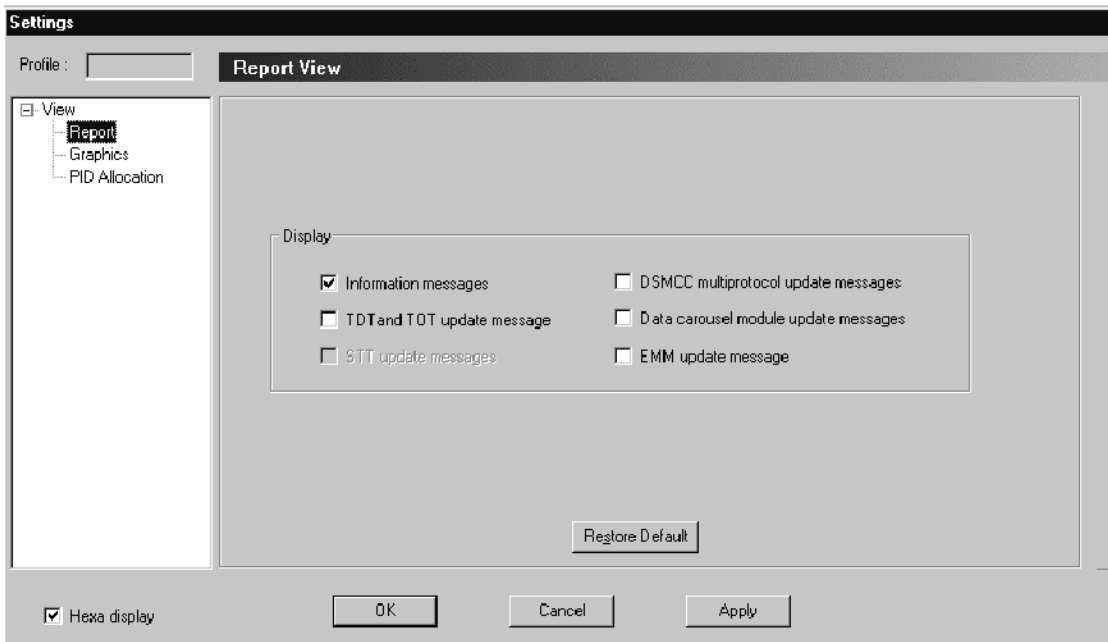 Settings
Profile :
Report View
View
Report
Graphics
PID Allocation
Display
Information messages
DSMCC multiprotocol update messages
TDTand TOT update message
Data carousel module update messages
STT update messages
EMM update message
Restore Default
Hexa display
OK
Cancel
Apply